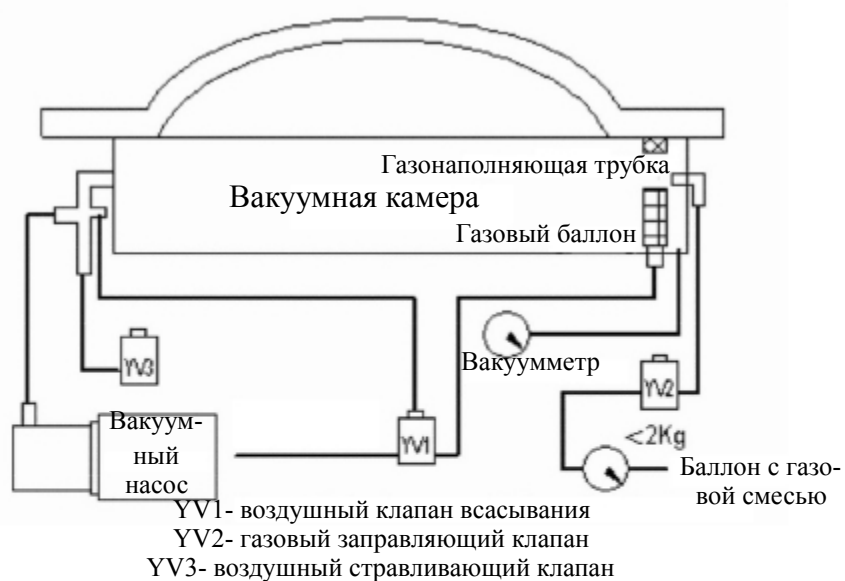 Газонаполняющая трубка
Вакуумная камера
Газовый баллон
Вакуумметр
YV3
YV2
Вакуум-
ный
насос
YV1
<2Kg
Баллон с газо-
вой смесью
YV1- воздушный клапан всасывания
YV2- газовый заправляющий клапан
YV3- воздушный стравливающий клапан